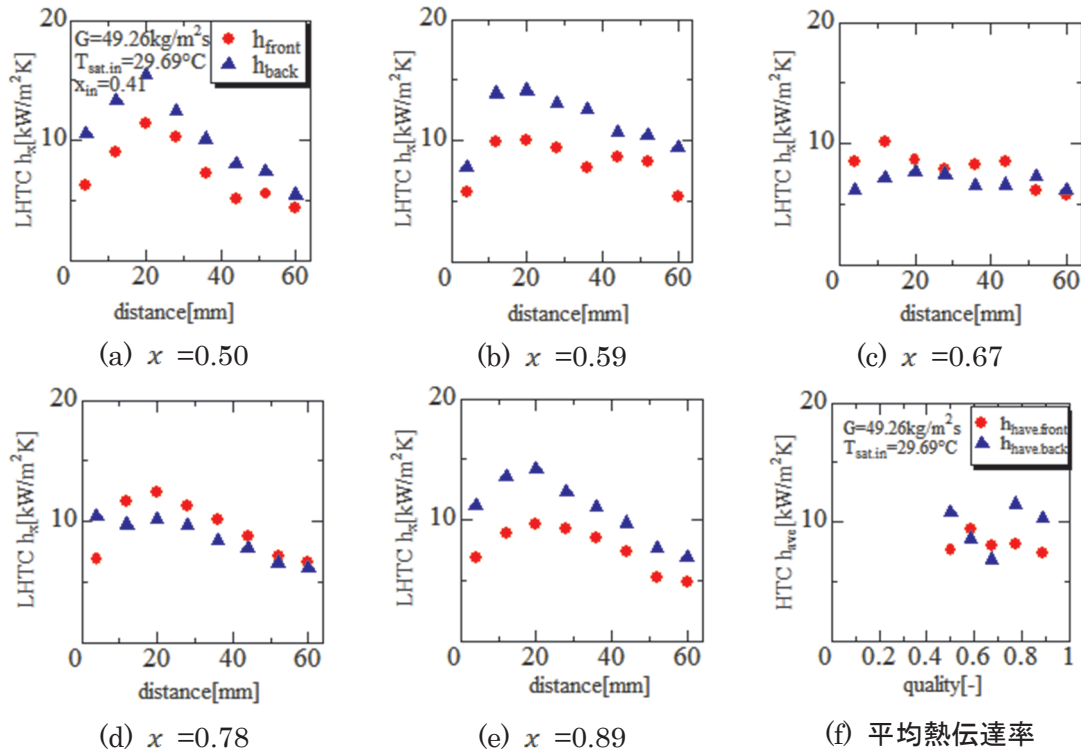 20
G=49.26kg/m²s
T_sat.in=29.69°C
x_in=0.41
h_front
h_back
10
LHTC h_x[kW/m²K]
0 20 40 60
distance[mm]
(a) x =0.50
20
10
LHTC h_x[kW/m²K]
0 20 40 60
distance[mm]
(b) x =0.59
20
10
LHTC h_x[kW/m²K]
0 20 40 60
distance[mm]
(c) x =0.67
20
10
LHTC h_x[kW/m²K]
0 20 40 60
distance[mm]
(d) x =0.78
20
10
LHTC h_x[kW/m²K]
0 20 40 60
distance[mm]
(e) x =0.89
20
G=49.26kg/m²s
T_sat.in=29.69°C
h_have.front
h_have.back
10
HTC h_ave[kW/m²K]
0 0.2 0.4 0.6 0.8 1
quality[-]
(f) 平均熱伝達率